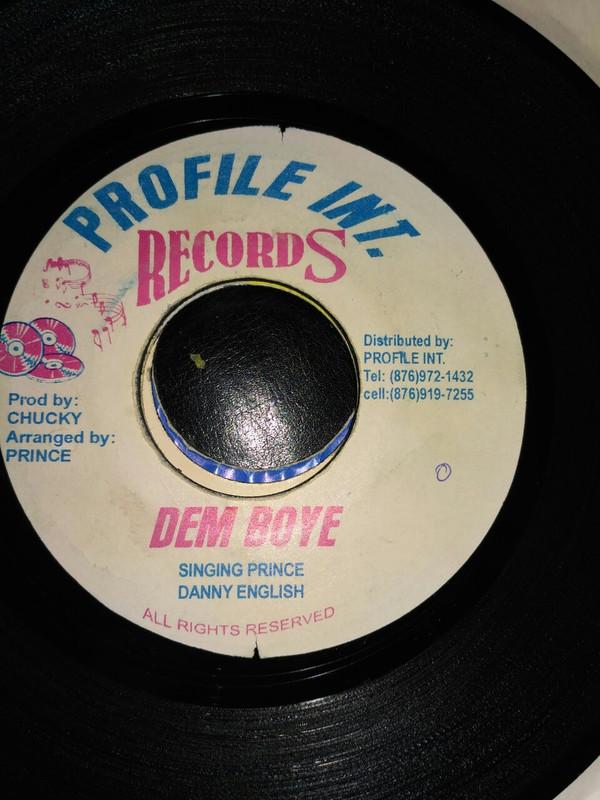 PROFILE INT.
RECORDS
Distributed by:
PROFILE INT.
Tel: (876)972-1432
cell:(876)919-7255
Prod by:
CHUCKY
Arranged by:
PRINCE
DEM BOYE
SINGING PRINCE
DANNY ENGLISH
ALL RIGHTS RESERVED